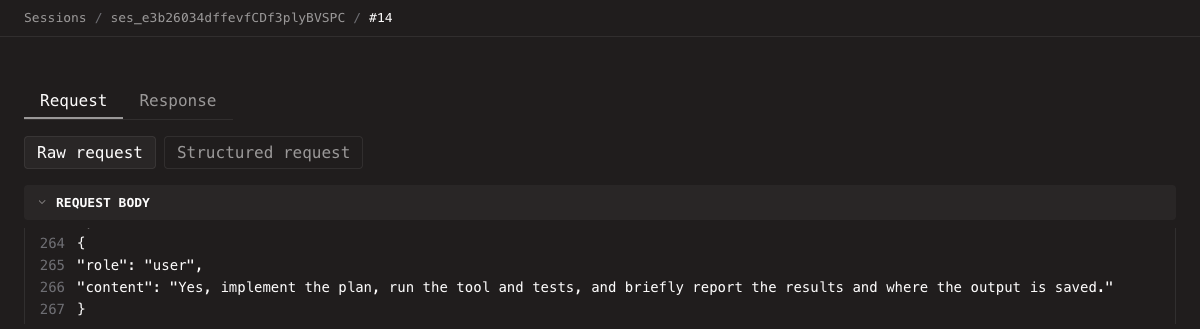 Sessions / ses_e3b26034dffevfCDf3plyBVSPC / #14
Request Response
Raw request Structured request
REQUEST BODY
264 {
265 "role": "user",
266 "content": "Yes, implement the plan, run the tool and tests, and briefly report the results and where the output is saved."
267 }